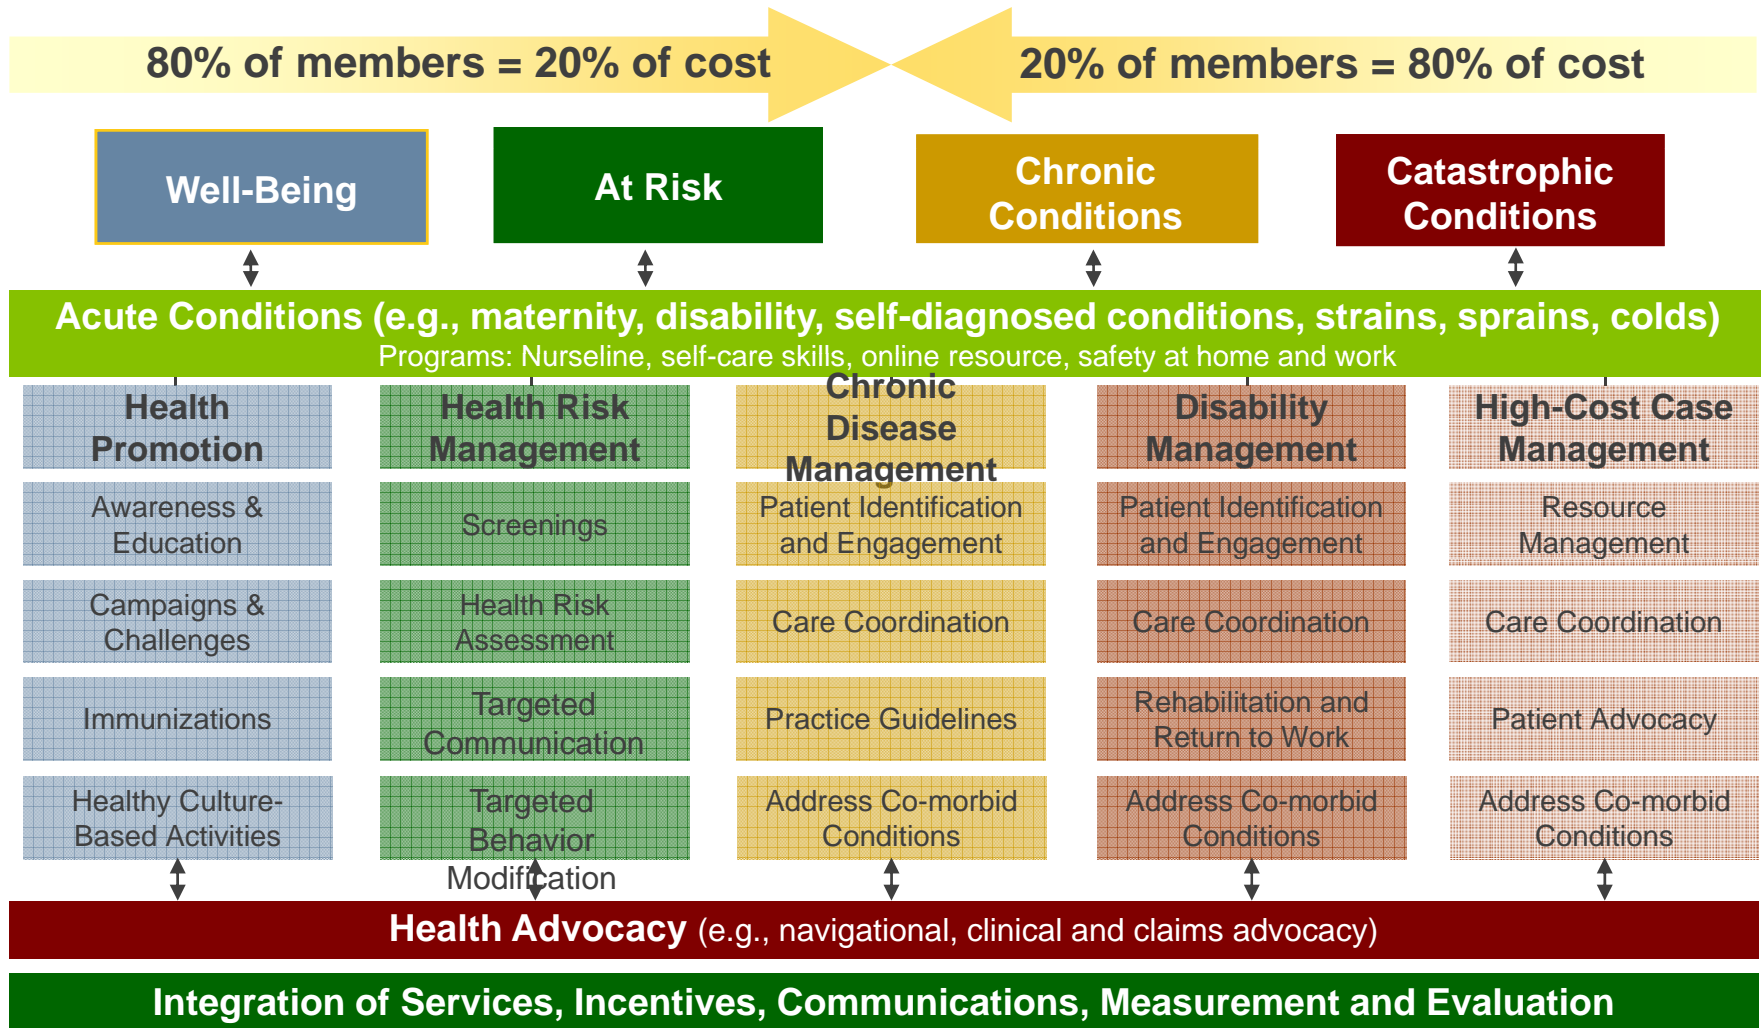 80% of members = 20% of cost
20% of members = 80% of cost
Well-Being
At Risk
Chronic
Conditions
Catastrophic
Conditions
Acute Conditions (e.g., maternity, disability, self-diagnosed conditions, strains, sprains, colds)
Programs: Nurseline, self-care skills, online resource, safety at home and work
Health
Promotion
Awareness &
Education
Campaigns &
Challenges
Immunizations
Healthy Culture-
Based Activities
Health Risk
Management
Screenings
Health Risk
Assessment
Targeted
Communication
Targeted
Behavior
Modification
Chronic
Disease
Management
Patient Identification
and Engagement
Care Coordination
Practice Guidelines
Address Co-morbid
Conditions
Disability
Management
Patient Identification
and Engagement
Care Coordination
Rehabilitation and
Return to Work
Address Co-morbid
Conditions
High-Cost Case
Management
Resource
Management
Care Coordination
Patient Advocacy
Address Co-morbid
Conditions
Health Advocacy (e.g., navigational, clinical and claims advocacy)
Integration of Services, Incentives, Communications, Measurement and Evaluation